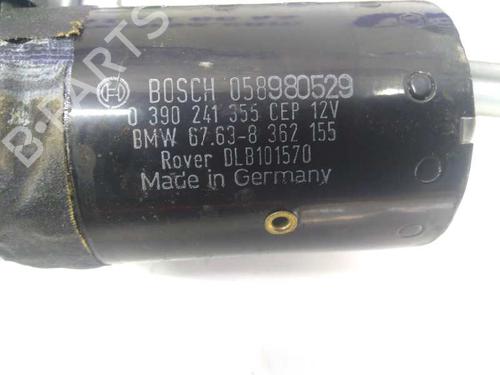 BOSCH 058980529
0 390 241 355 CEP 12V
BMW 67.63-8 362 155
Rover DLB101570
Made in Germany